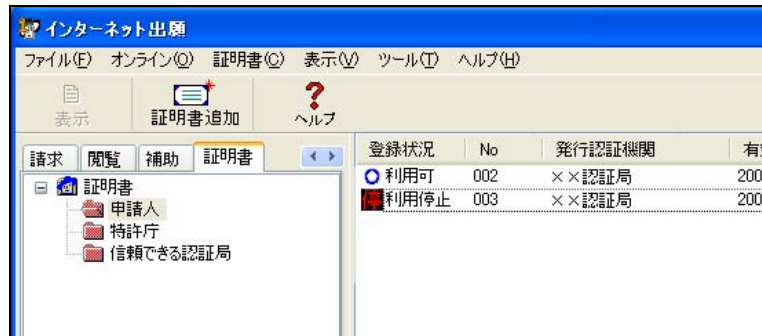 インターネット出願
ファイル(F) オンライン(O) 証明書(C) 表示(V) ツール(T) ヘルプ(H)
表示 証明書追加 ヘルプ
請求 閲覧 補助 証明書
証明書
申請人
特許庁
信頼できる認証局
登録状況 No 発行認証機関 有
利用可 002 ××認証局 200
停 利用停止 003 ××認証局 200